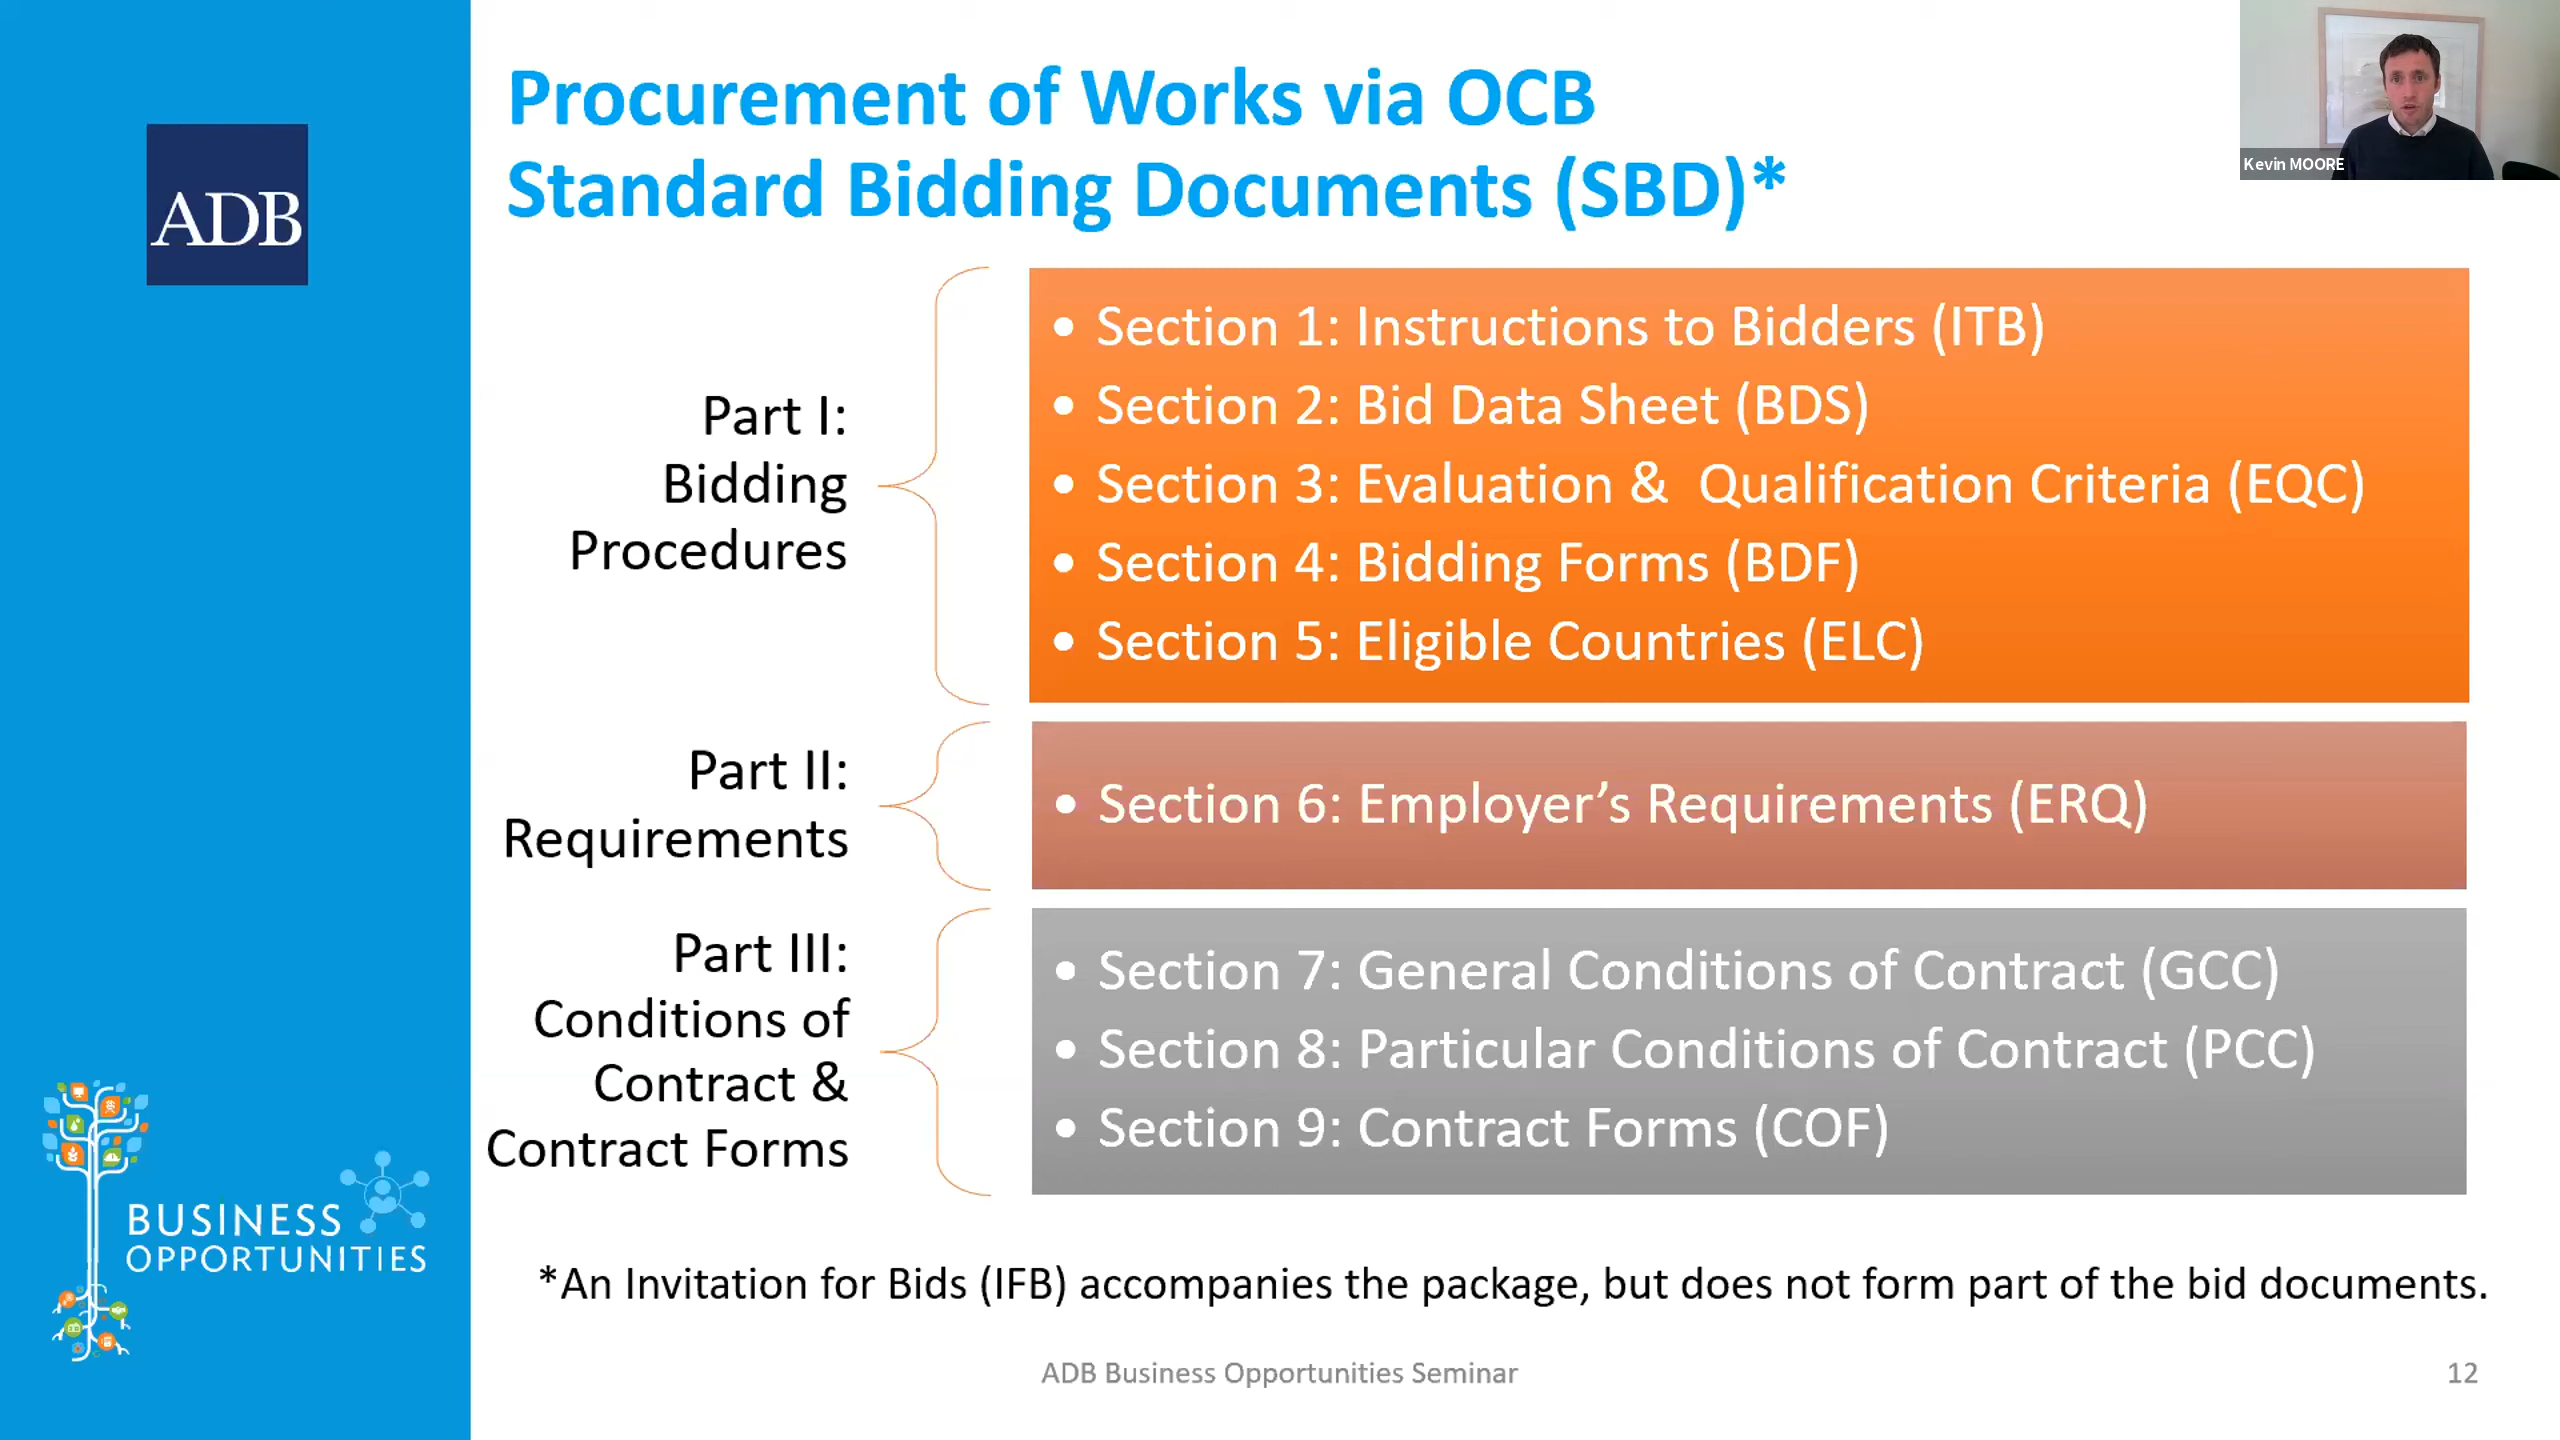 ADB
Procurement of Works via OCB
Standard Bidding Documents (SBD)*
Kevin MOORE
Part I:
Bidding
Procedures
• Section 1: Instructions to Bidders (ITB)
• Section 2: Bid Data Sheet (BDS)
• Section 3: Evaluation &  Qualification Criteria (EQC)
• Section 4: Bidding Forms (BDF)
• Section 5: Eligible Countries (ELC)
Part II:
Requirements
• Section 6: Employer’s Requirements (ERQ)
Part III:
Conditions of
Contract &
Contract Forms
• Section 7: General Conditions of Contract (GCC)
• Section 8: Particular Conditions of Contract (PCC)
• Section 9: Contract Forms (COF)
BUSINESS
OPPORTUNITIES
*An Invitation for Bids (IFB) accompanies the package, but does not form part of the bid documents.
ADB Business Opportunities Seminar
12